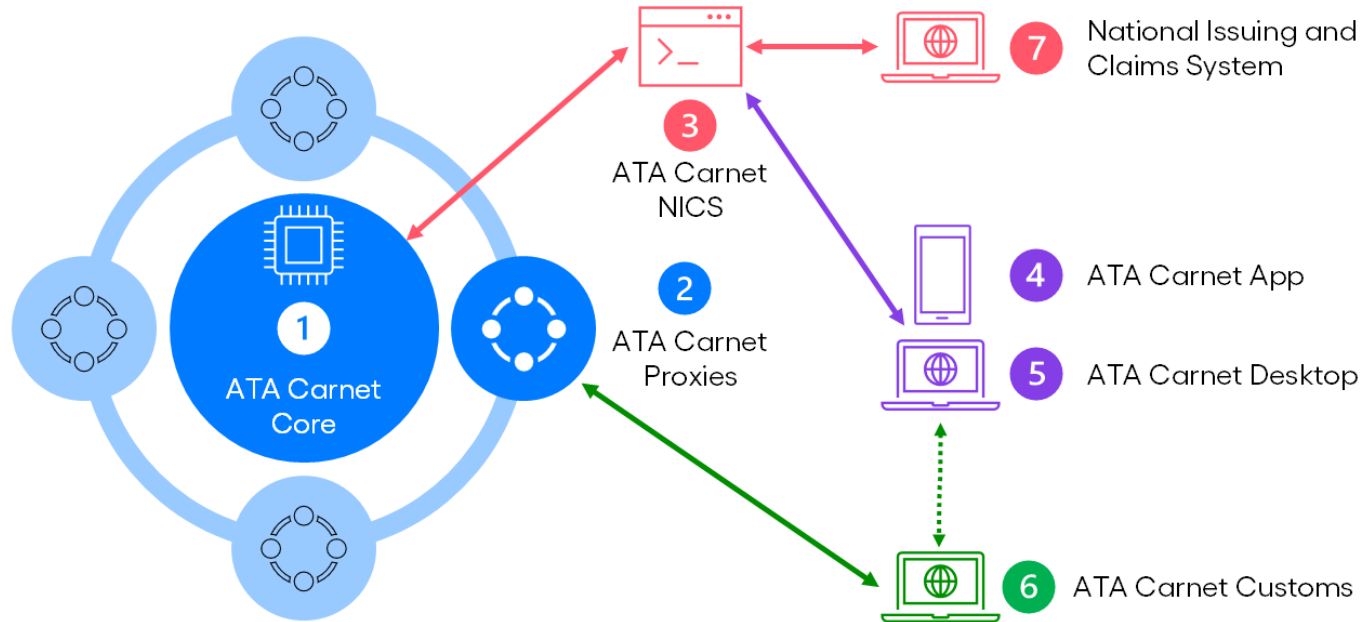 1
ATA Carnet
Core
2
ATA Carnet
Proxies
>_
3
ATA Carnet
NICS
7
National Issuing and
Claims System
4
ATA Carnet App
5
ATA Carnet Desktop
6
ATA Carnet Customs